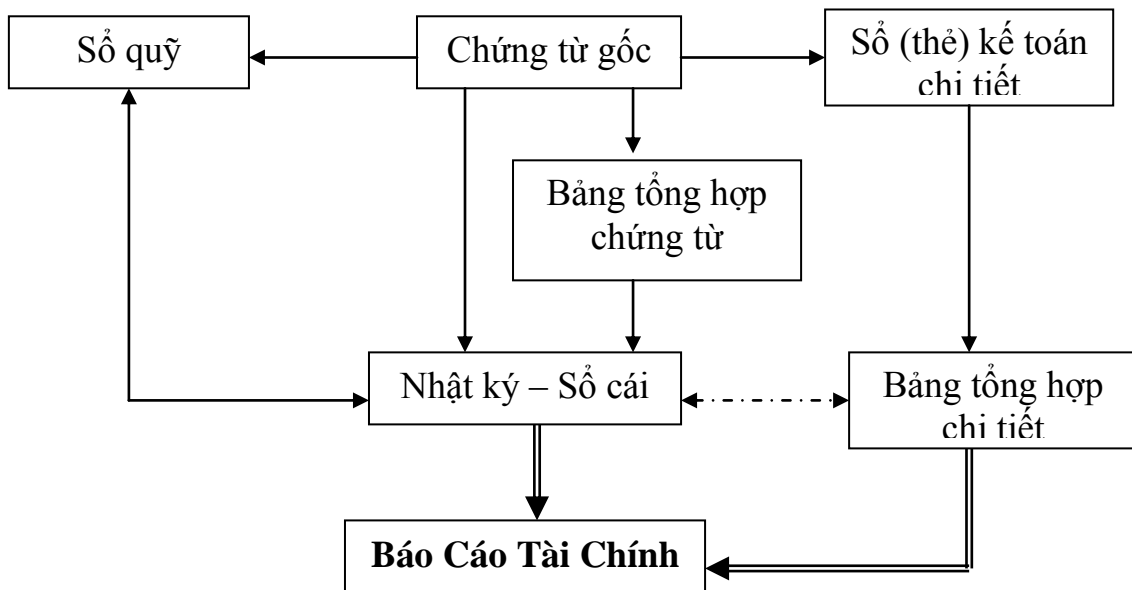 Sổ quỹ
Chứng từ gốc
Sổ (thẻ) kế toán
chi tiết
Bảng tổng hợp
chứng từ
Nhật ký – Sổ cái
Bảng tổng hợp
chi tiết
Báo Cáo Tài Chính